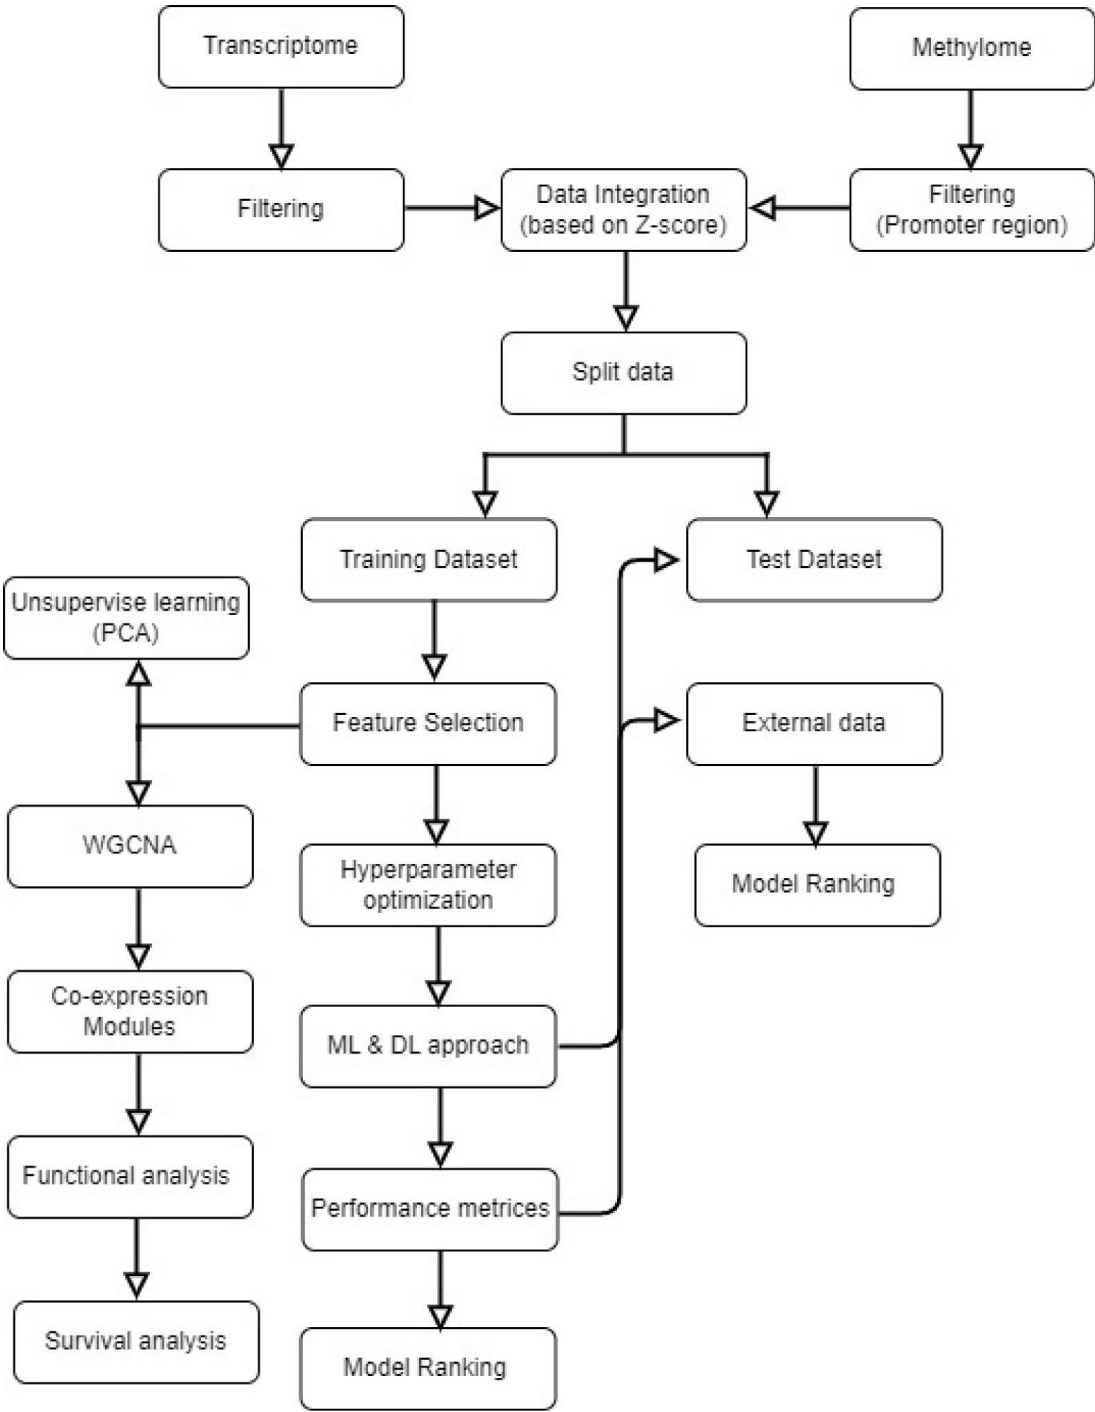 Transcriptome
Methylome
Filtering
Data Integration
(based on Z-score)
Filtering
(Promoter region)
Split data
Training Dataset
Test Dataset
Unsupervise learning
(PCA)
Feature Selection
External data
WGCNA
Hyperparameter
optimization
Model Ranking
Co-expression
Modules
ML & DL approach
Functional analysis
Performance metrices
Survival analysis
Model Ranking